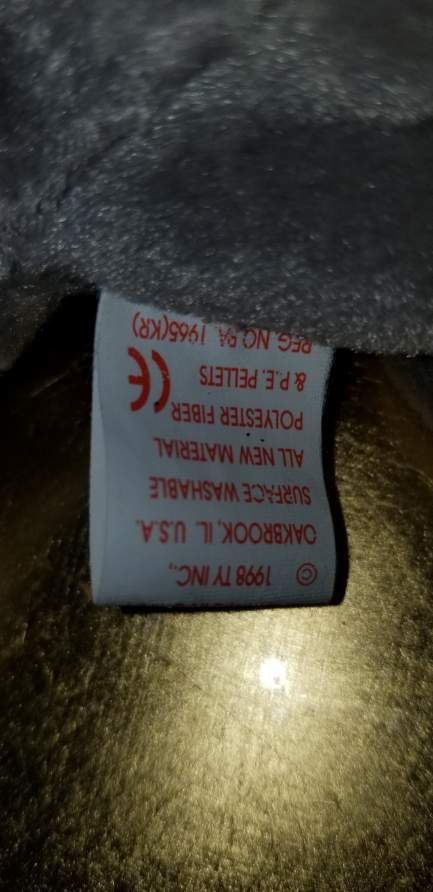 © 1998 TY INC.,
OAKBROOK, IL. U.S.A.
SURFACE WASHABLE
ALL NEW MATERIAL
POLYESTER FIBER
& P.E. PELLETS CE
REG. NO PA. 1965(KR)